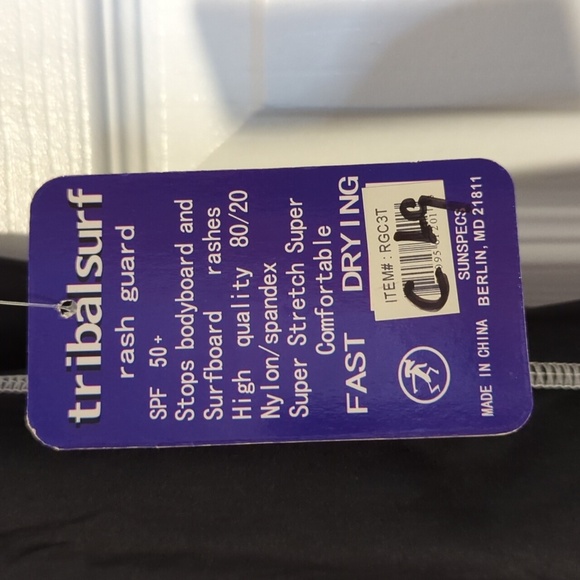 tribalsurf
rash guard
SPF 50+
Stops bodyboard and
Surfboard rashes
High quality 80/20
Nylon/spandex
Super Stretch Super
Comfortable
FAST DRYING
ITEM#: RGC3T
SUNSPECS
MADE IN CHINA BERLIN, MD 21811